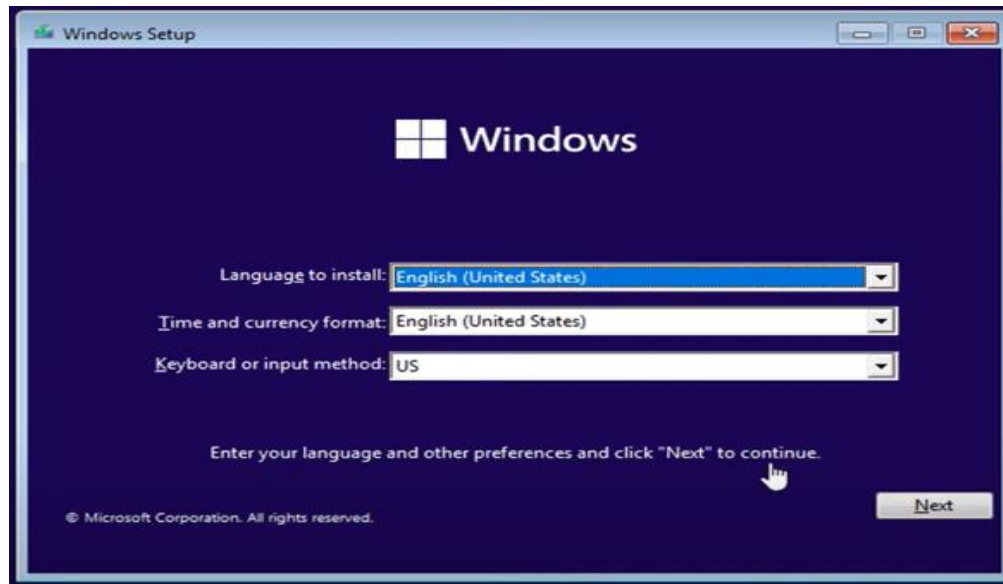 Windows Setup
Windows
Language to install: English (United States)
Time and currency format: English (United States)
Keyboard or input method: US
Enter your language and other preferences and click "Next" to continue.
Next
© Microsoft Corporation. All rights reserved.